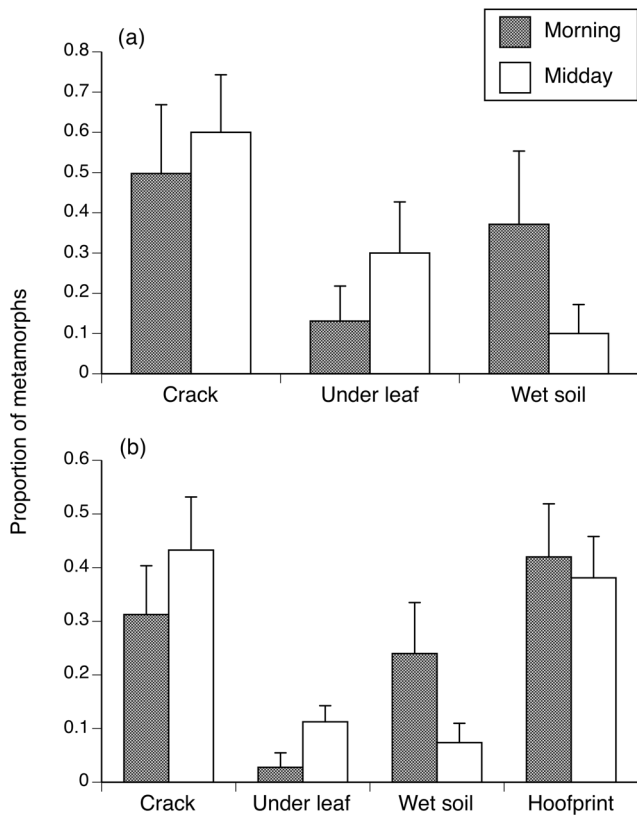 (a)
Morning
Midday
0.8
0.7
0.6
0.5
0.4
0.3
0.2
0.1
0
Crack Under leaf Wet soil
Proportion of metamorphs
(b)
0.6
0.5
0.4
0.3
0.2
0.1
0
Crack Under leaf Wet soil Hoofprint